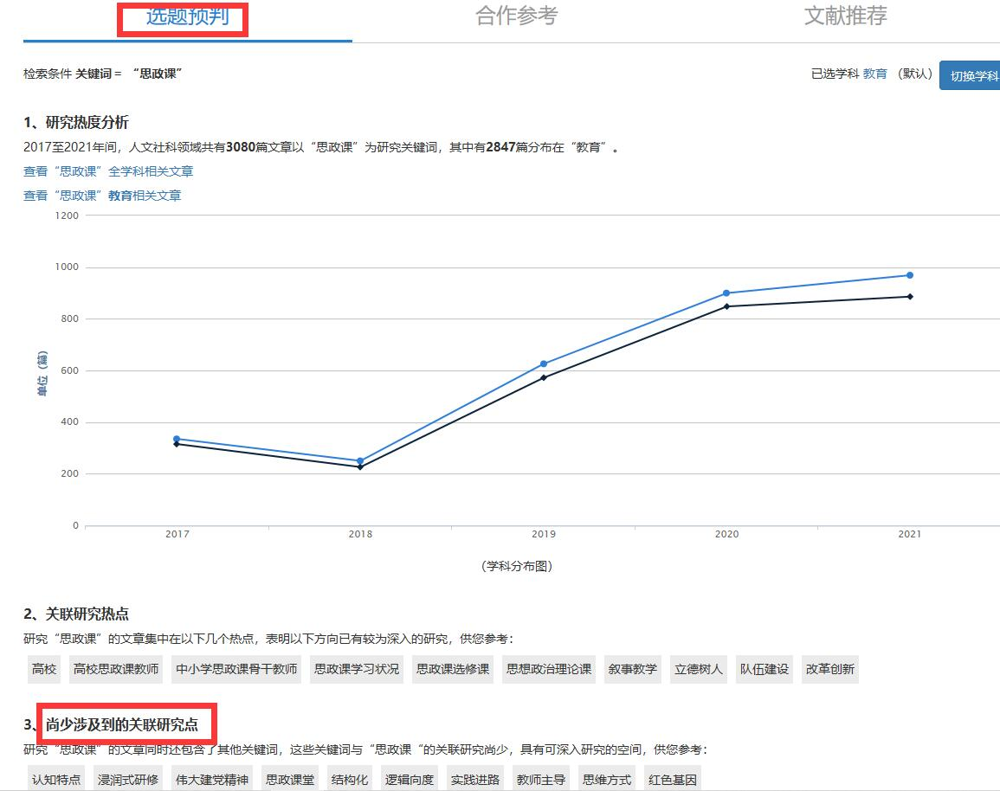 选题预判 合作参考 文献推荐
检索条件 关键词 = “思政课” 已选学科 教育 （默认） 切换学科
1、研究热度分析
2017至2021年间，人文社科领域共有3080篇文章以“思政课”为研究关键词，其中有2847篇分布在“教育”。
查看“思政课”全学科相关文章
查看“思政课”教育相关文章
1200
1000
800
600
400
200
0
单位（篇）
2017 2018 2019 2020 2021
（学科分布图）
2、关联研究热点
研究“思政课”的文章集中在以下几个热点，表明以下方向已有较为深入的研究，供您参考：
高校 高校思政课教师 中小学思政课骨干教师 思政课学习状况 思政课选修课 思想政治理论课 叙事教学 立德树人 队伍建设 改革创新
3、尚少涉及到的关联研究点
研究“思政课”的文章同时还包含了其他关键词，这些关键词与“思政课“的关联研究尚少，具有可深入研究的空间，供您参考：
认知特点 浸润式研修 伟大建党精神 思政课堂 结构化 逻辑向度 实践进路 教师主导 思维方式 红色基因